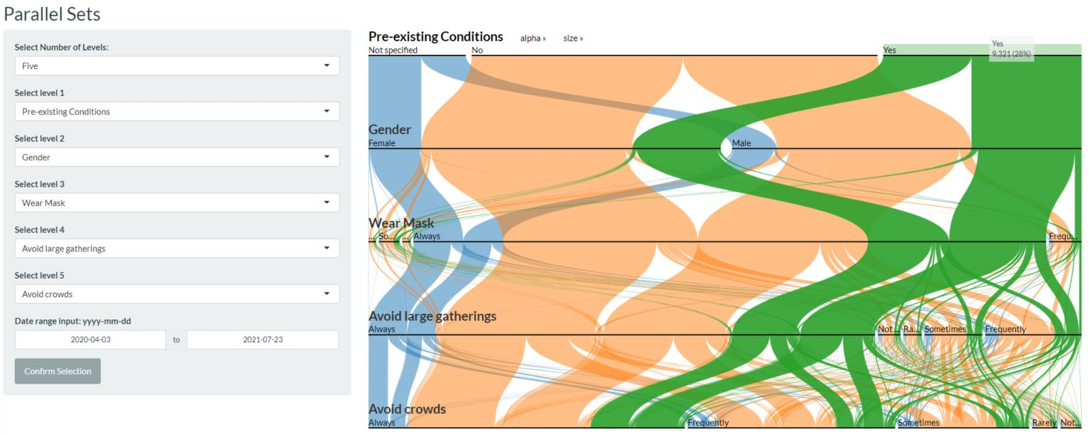 Parallel Sets
Select Number of Levels:
Five
Select level 1
Pre-existing Conditions
Select level 2
Gender
Select level 3
Wear Mask
Select level 4
Avoid large gatherings
Select level 5
Avoid crowds
Date range input: yyyy-mm-dd
2020-04-03 to 2021-07-23
Confirm Selection
Pre-existing Conditions alpha » size »
Not specified No Yes
Yes
9,321 (28%)
Gender
Female Male
Wear Mask
... So... ... Always Frequ...
Avoid large gatherings
Always Not... Ra... Sometimes Frequently
Avoid crowds
Always Frequently Sometimes Rarely Not...